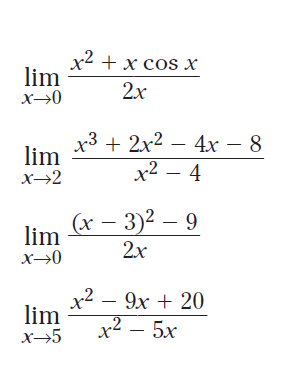 lim x→0 (x² + x cos x)/(2x)
lim x→2 (x³ + 2x² − 4x − 8)/(x² − 4)
lim x→0 ((x − 3)² − 9)/(2x)
lim x→5 (x² − 9x + 20)/(x² − 5x)